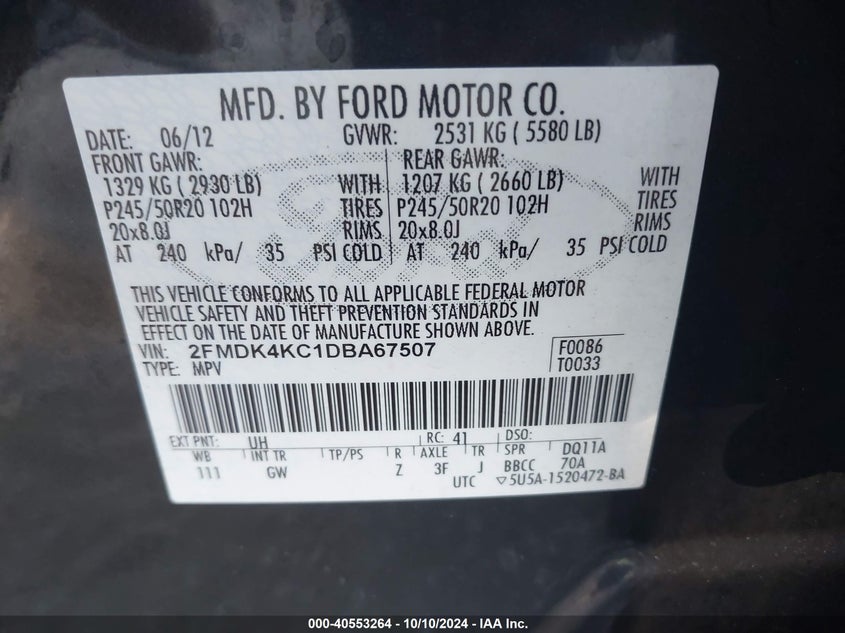 MFD. BY FORD MOTOR CO.
DATE: 06/12 GVWR: 2531 KG ( 5580 LB)
FRONT GAWR: REAR GAWR:
1329 KG ( 2930 LB) WITH 1207 KG ( 2660 LB) WITH
P245/50R20 102H TIRES P245/50R20 102H TIRES
20x8.0J RIMS 20x8.0J RIMS
AT 240 kPa/ 35 PSI COLD AT 240 kPa/ 35 PSI COLD
THIS VEHICLE CONFORMS TO ALL APPLICABLE FEDERAL MOTOR
VEHICLE SAFETY AND THEFT PREVENTION STANDARDS IN
EFFECT ON THE DATE OF MANUFACTURE SHOWN ABOVE.
VIN: 2FMDK4KC1DBA67507 F0086
TYPE: MPV T0033
EXT PNT: UH RC: 41 DSO:
WB INT TR TP/PS R AXLE TR SPR DQ11A
111 GW Z 3F J BBCC 70A
UTC ▽5U5A-1520472-BA
000-40553264 - 10/10/2024 - IAA Inc.